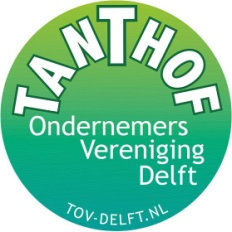 TANTHOF
Ondernemers
Vereniging
Delft
TOV-DELFT.NL